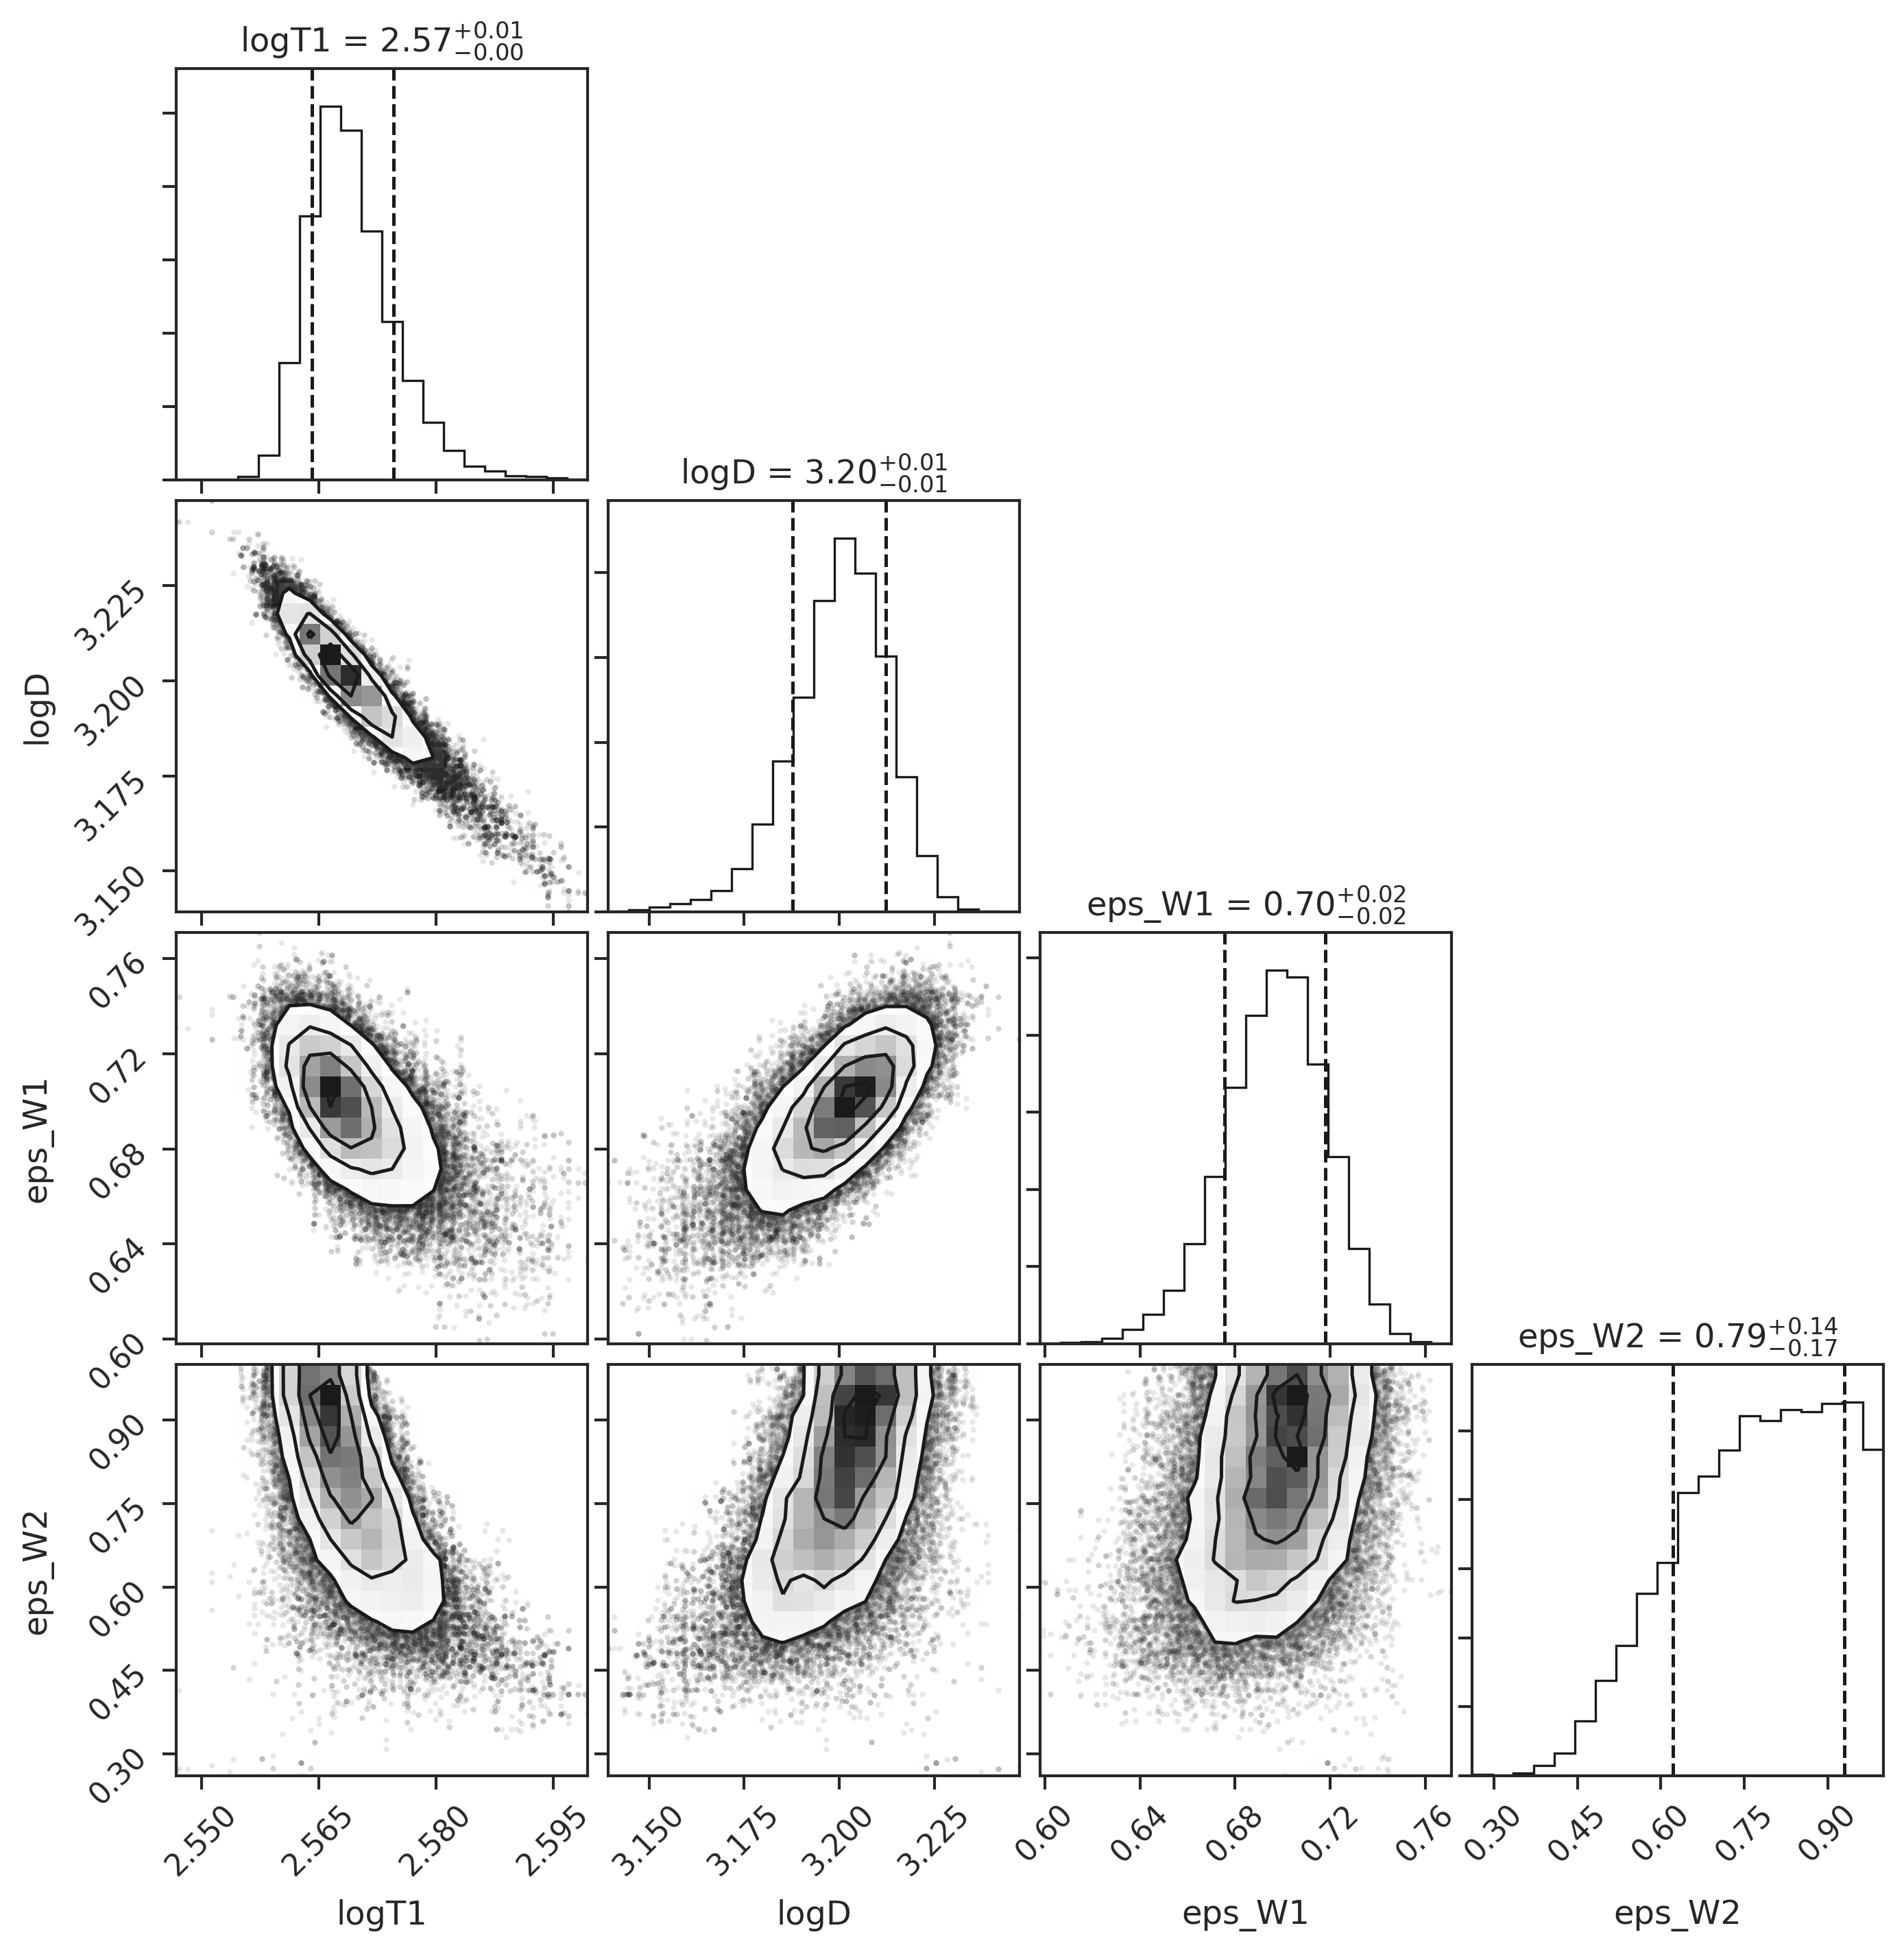 logT1 = 2.57+0.01−0.00
logD = 3.20+0.01−0.01
3.225
3.200
3.175
3.150
logD
eps_W1 = 0.70+0.02−0.02
0.76
0.72
0.68
0.64
0.60
eps_W1
eps_W2 = 0.79+0.14−0.17
0.90
0.75
0.60
0.45
0.30
eps_W2
2.550 2.565 2.580 2.595 3.150 3.175 3.200 3.225 0.60 0.64 0.68 0.72 0.76 0.30 0.45 0.60 0.75 0.90
logT1 logD eps_W1 eps_W2